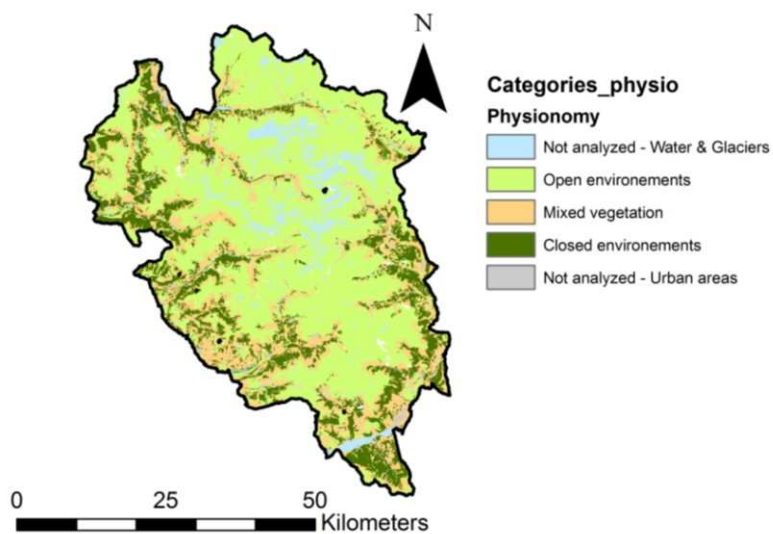 N
Categories_physio
Physionomy
Not analyzed - Water & Glaciers
Open environements
Mixed vegetation
Closed environements
Not analyzed - Urban areas
0 25 50
Kilometers